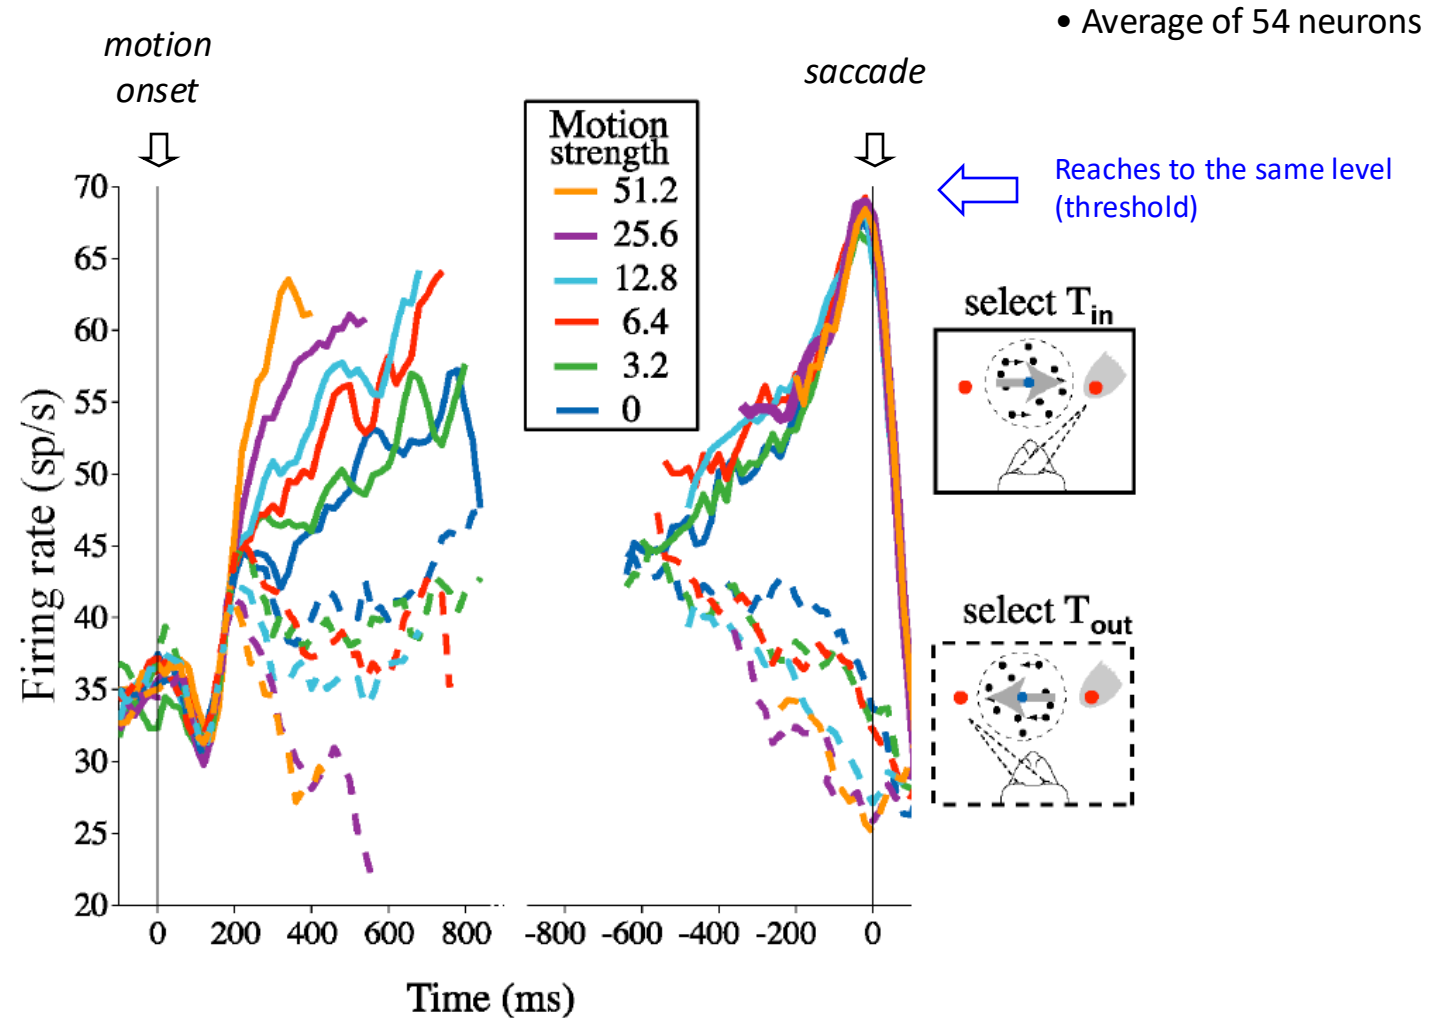 • Average of 54 neurons
motion
onset
saccade
Motion
strength
51.2
25.6
12.8
6.4
3.2
0
Reaches to the same level
(threshold)
select Tin
select Tout
Firing rate (sp/s)
70
65
60
55
50
45
40
35
30
25
20
0 200 400 600 800
-800 -600 -400 -200 0
Time (ms)